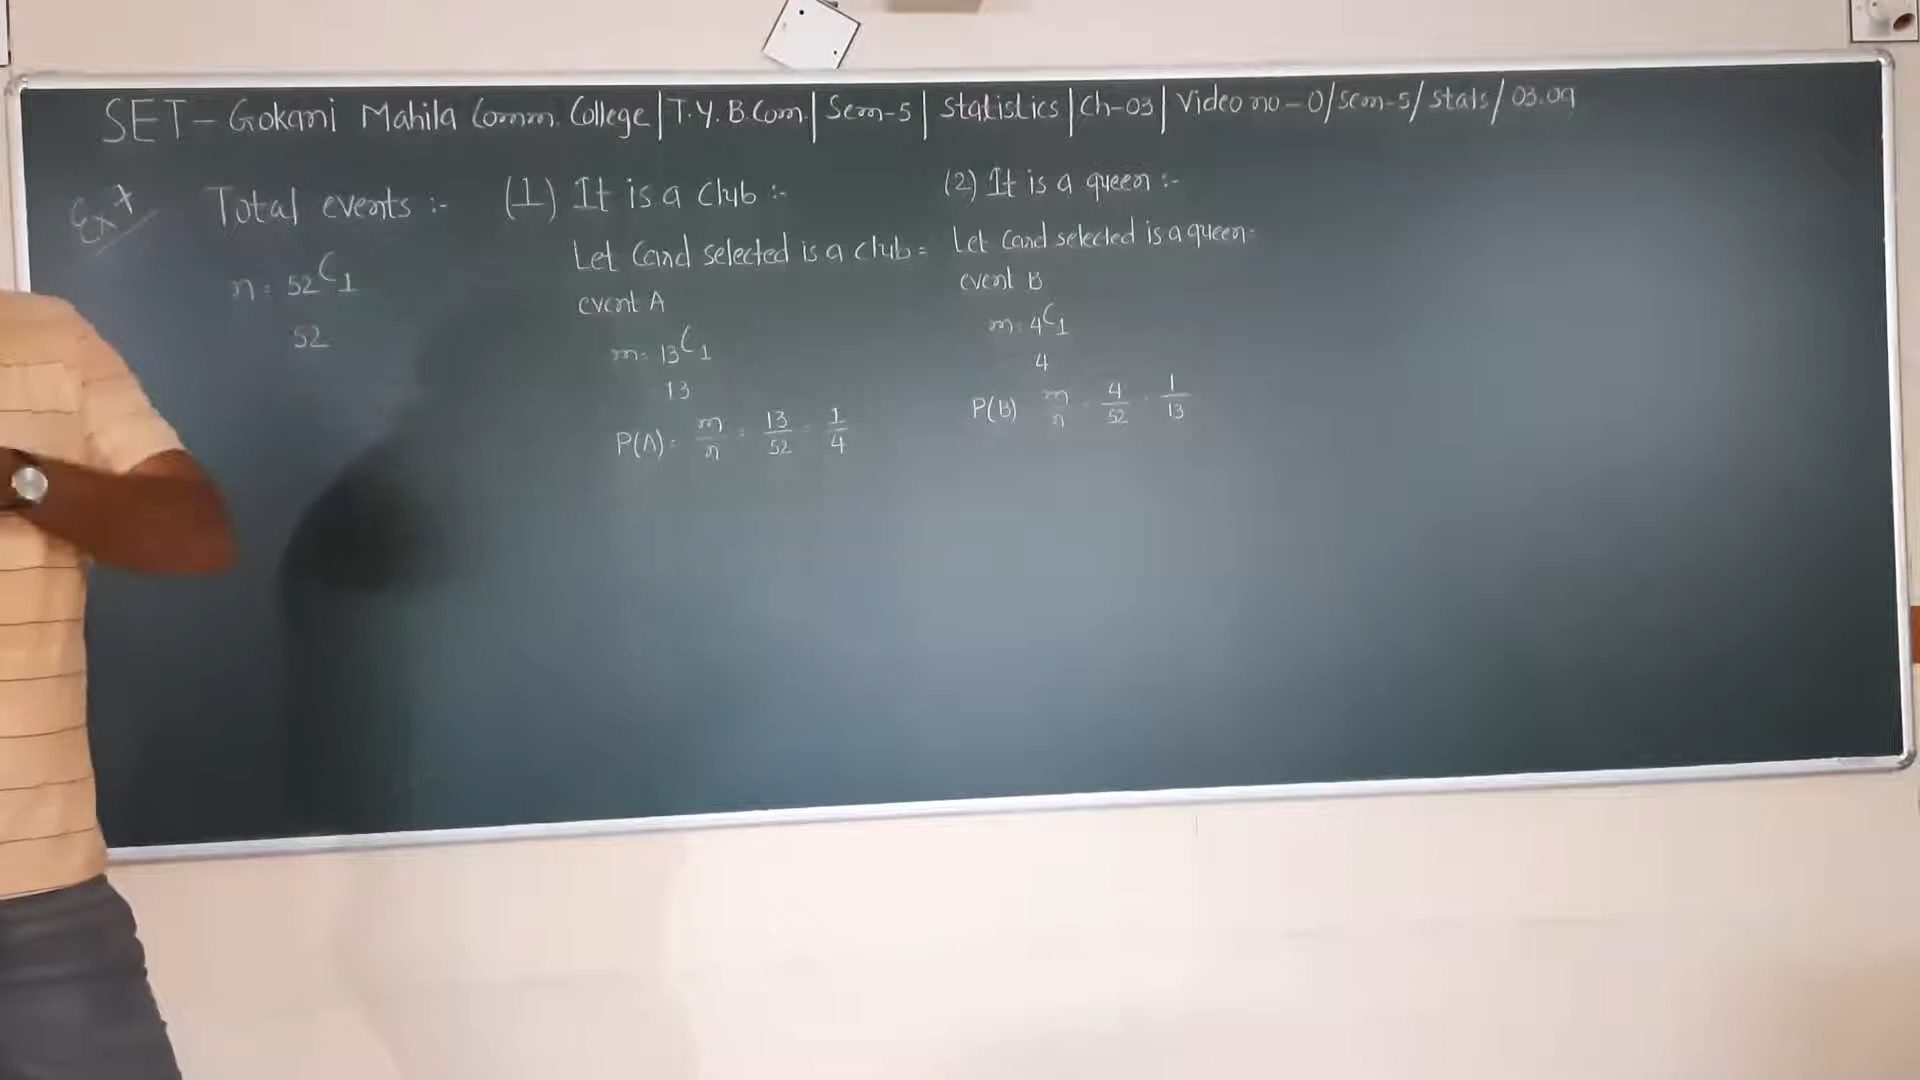 SET - Gokani Mahila Comm. College | T.Y. B.Com. | Sem-5 | Statistics | Ch-03 | Video no - 0/Sem-5/Stats/03.09
Total events :-
n = 52C1
52
(1) It is a club :-
Let Card selected is a club =
event A
m = 13C1
13
P(A) = m/n = 13/52 = 1/4
(2) It is a queen :-
Let Card selected is a queen =
event B
m = 4C1
4
P(B) m/n = 4/52 = 1/13